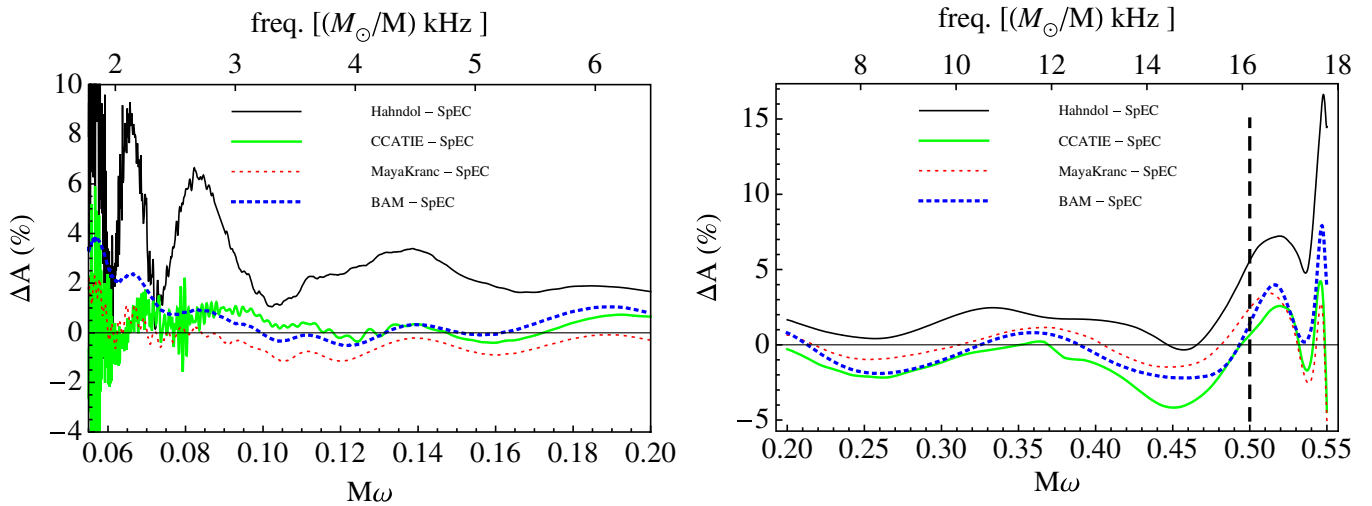 freq. [(M☉/M) kHz ]
2 3 4 5 6
10
8
6
4
2
0
−2
−4
ΔA (%)
Hahndol − SpEC
CCATIE − SpEC
MayaKranc − SpEC
BAM − SpEC
0.06 0.08 0.10 0.12 0.14 0.16 0.18 0.20
Mω
freq. [(M☉/M) kHz ]
8 10 12 14 16 18
15
10
5
0
−5
ΔA (%)
Hahndol − SpEC
CCATIE − SpEC
MayaKranc − SpEC
BAM − SpEC
0.20 0.25 0.30 0.35 0.40 0.45 0.50 0.55
Mω